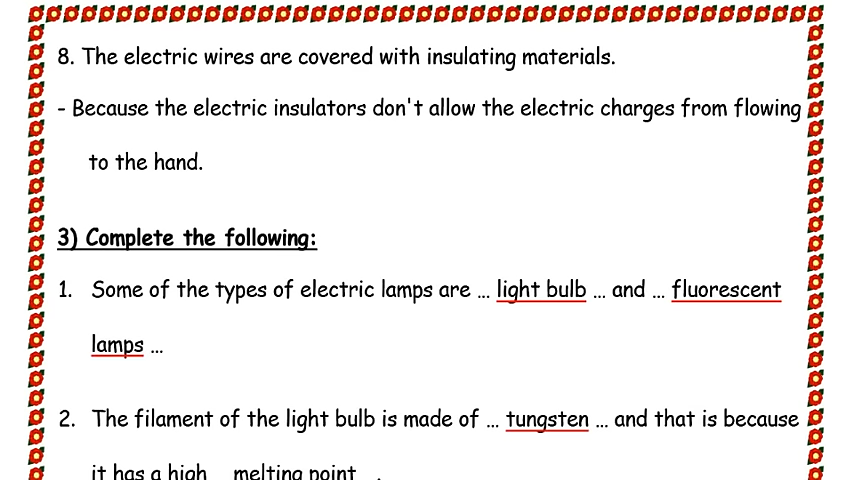 8. The electric wires are covered with insulating materials.
- Because the electric insulators don't allow the electric charges from flowing
to the hand.
3) Complete the following:
1. Some of the types of electric lamps are … light bulb … and … fluorescent
lamps …
2. The filament of the light bulb is made of … tungsten … and that is because
it has a high melting point .